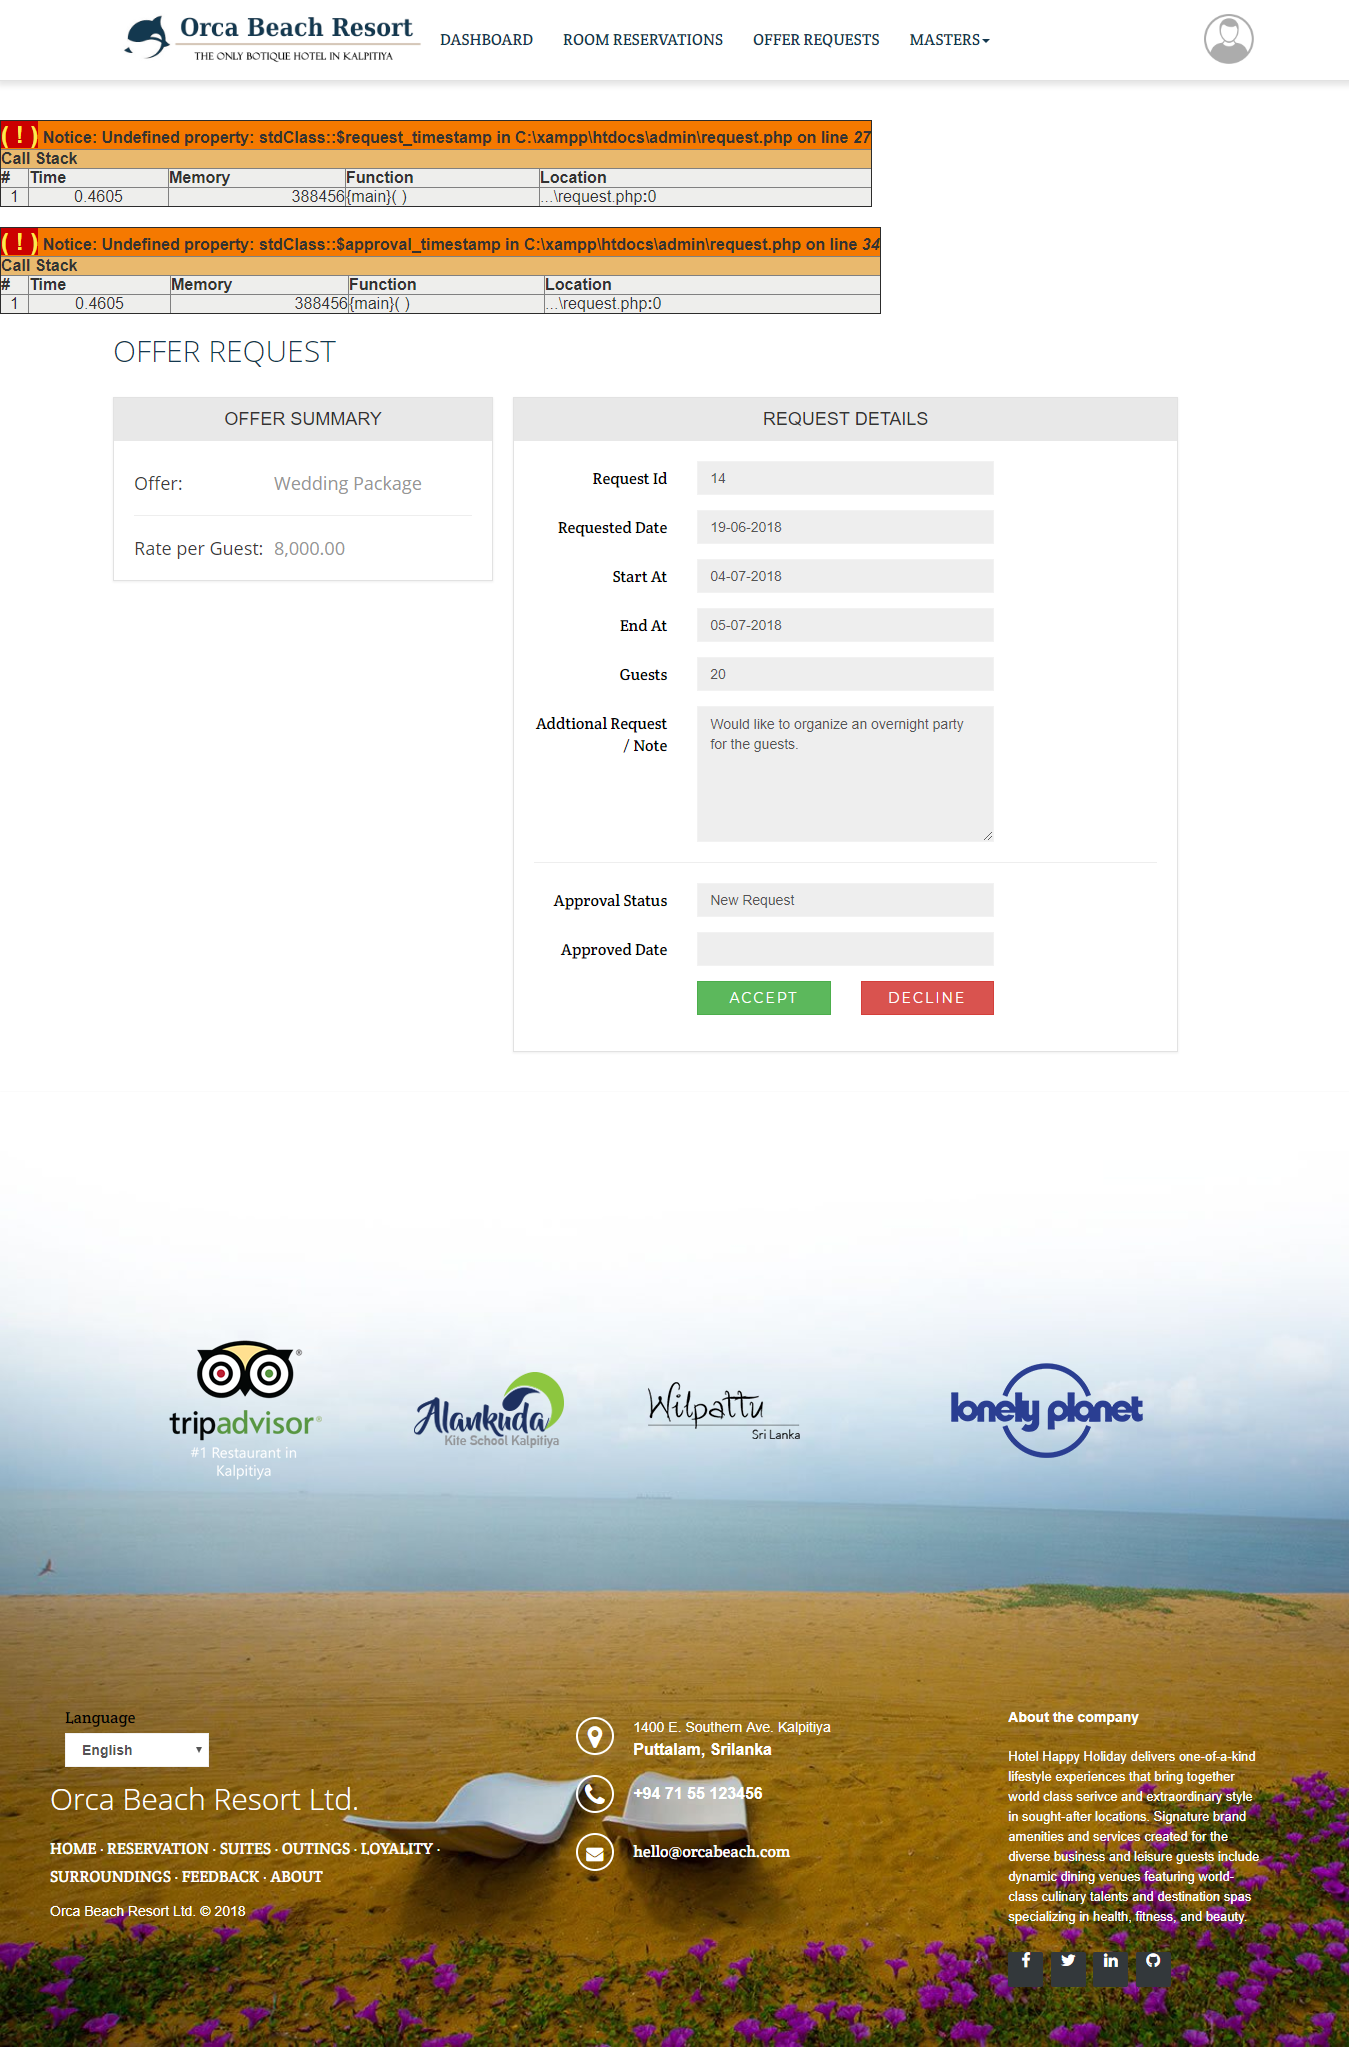 Orca Beach Resort
THE ONLY BOTIQUE HOTEL IN KALPITIYA
DASHBOARD ROOM RESERVATIONS OFFER REQUESTS MASTERS
( ! ) Notice: Undefined property: stdClass::$request_timestamp in C:\xampp\htdocs\admin\request.php on line 27
Call Stack
# Time Memory Function Location
1 0.4605 388456 {main}( ) ...\request.php:0
( ! ) Notice: Undefined property: stdClass::$approval_timestamp in C:\xampp\htdocs\admin\request.php on line 34
Call Stack
# Time Memory Function Location
1 0.4605 388456 {main}( ) ...\request.php:0
OFFER REQUEST
OFFER SUMMARY
Offer: Wedding Package
Rate per Guest: 8,000.00
REQUEST DETAILS
Request Id 14
Requested Date 19-06-2018
Start At 04-07-2018
End At 05-07-2018
Guests 20
Addtional Request
/ Note
Would like to organize an overnight party
for the guests.
Approval Status New Request
Approved Date
ACCEPT DECLINE
tripadvisor®
#1 Restaurant in
Kalpitiya
Alankuda
Kite School Kalpitiya
Wilpattu
Sri Lanka
lonely planet
Language
English
Orca Beach Resort Ltd.
HOME · RESERVATION · SUITES · OUTINGS · LOYALITY ·
SURROUNDINGS · FEEDBACK · ABOUT
Orca Beach Resort Ltd. © 2018
1400 E. Southern Ave. Kalpitiya
Puttalam, Srilanka
+94 71 55 123456
hello@orcabeach.com
About the company
Hotel Happy Holiday delivers one-of-a-kind
lifestyle experiences that bring together
world class serivce and extraordinary style
in sought-after locations. Signature brand
amenities and services created for the
diverse business and leisure guests include
dynamic dining venues featuring world-
class culinary talents and destination spas
specializing in health, fitness, and beauty.